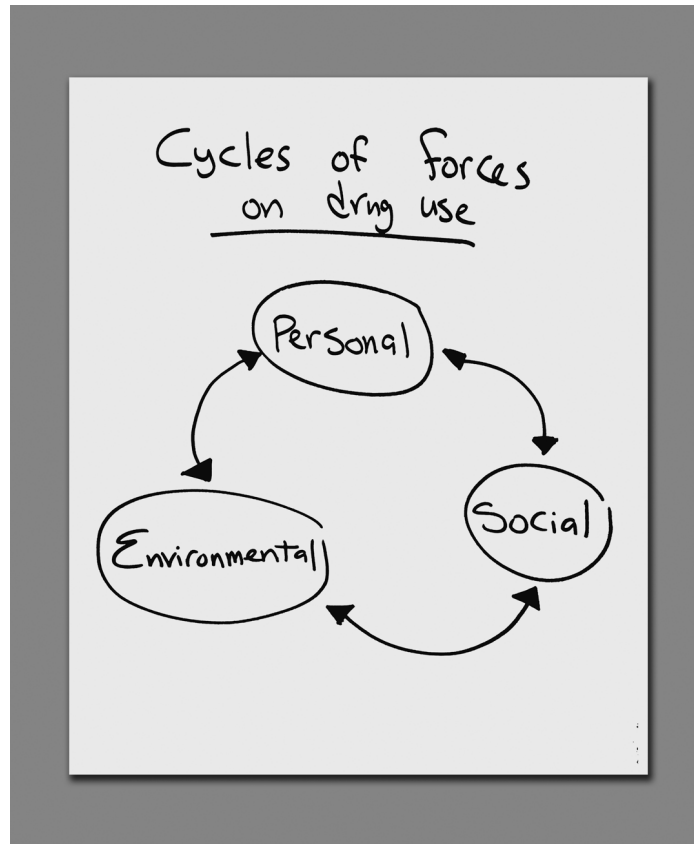 Cycles of forces
on drug use
Personal
Social
Environmental